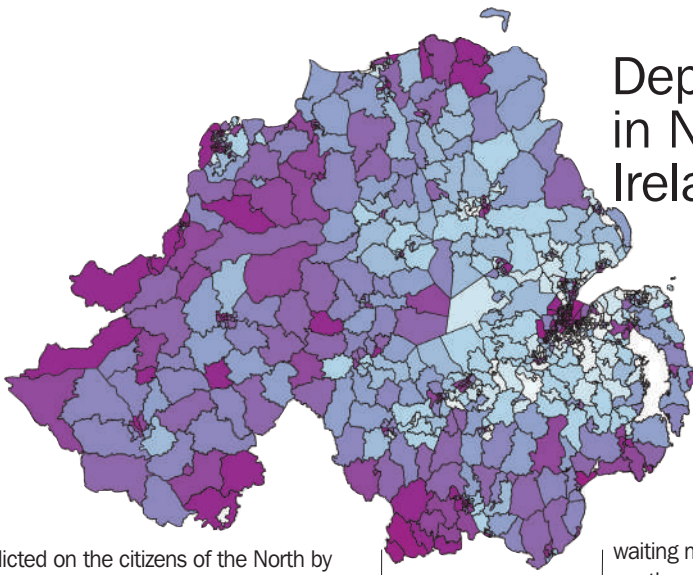 Dep
in N
Irela
licted on the citizens of the North by
waiting m